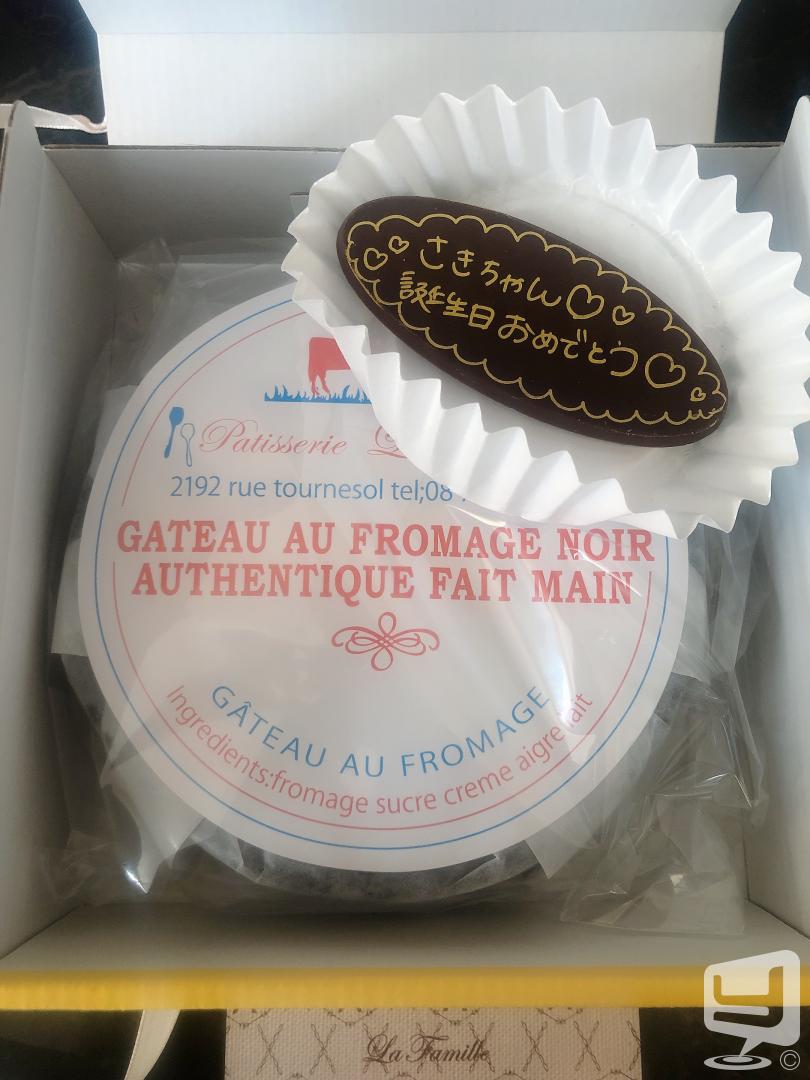 さきちゃん
誕生日おめでとう
Patisserie
2192 rue tournesol tel;08
GATEAU AU FROMAGE NOIR
AUTHENTIQUE FAIT MAIN
GÂTEAU AU FROMAGE
Ingredients:fromage sucre creme aigre lait
La Famille
©